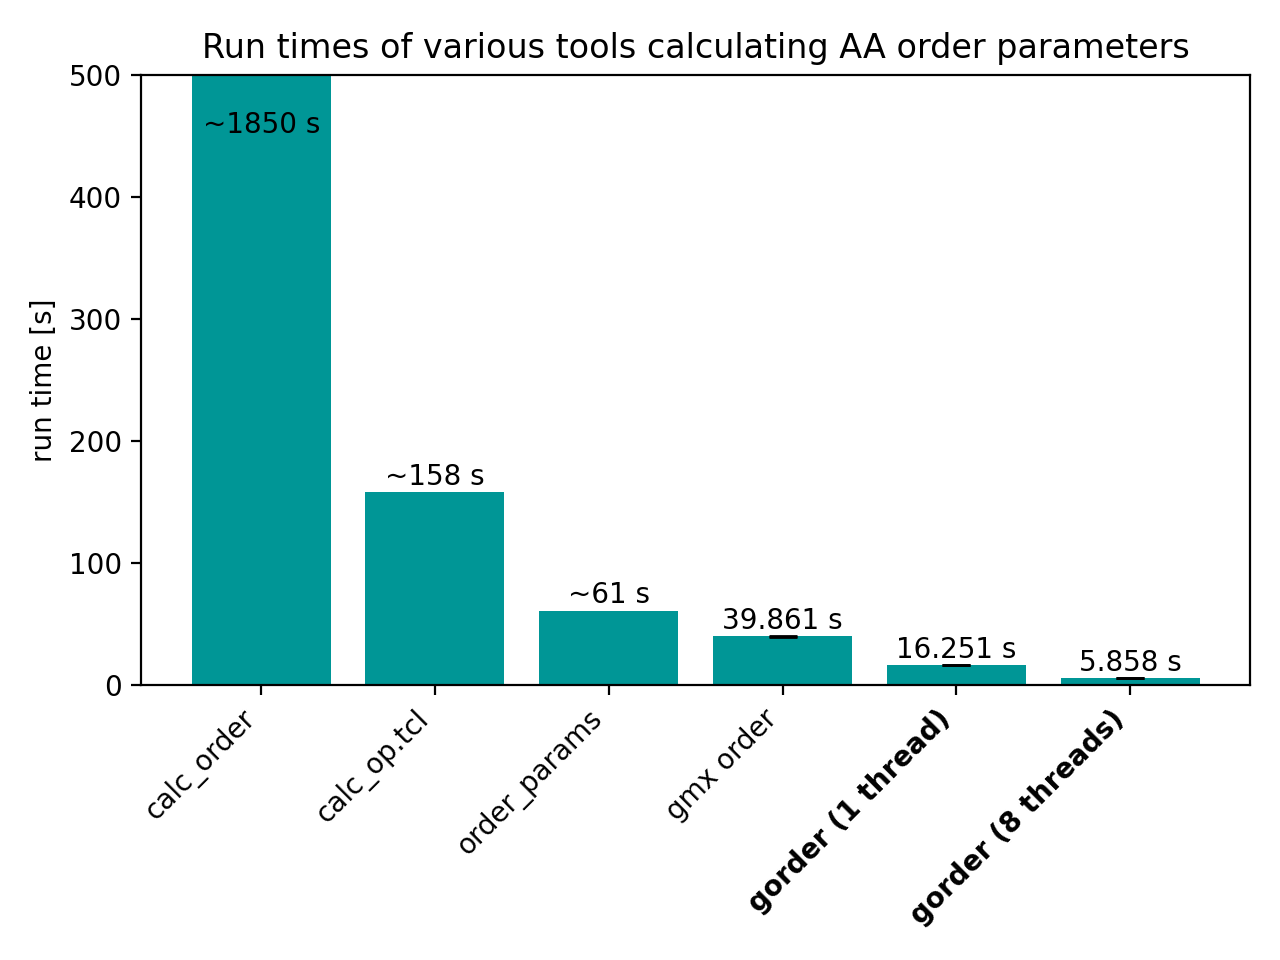 Run times of various tools calculating AA order parameters
500
400
300
200
100
0
run time [s]
~1850 s
~158 s
~61 s
39.861 s
16.251 s
5.858 s
calc_order
calc_op.tcl
order_params
gmx order
gorder (1 thread)
gorder (8 threads)